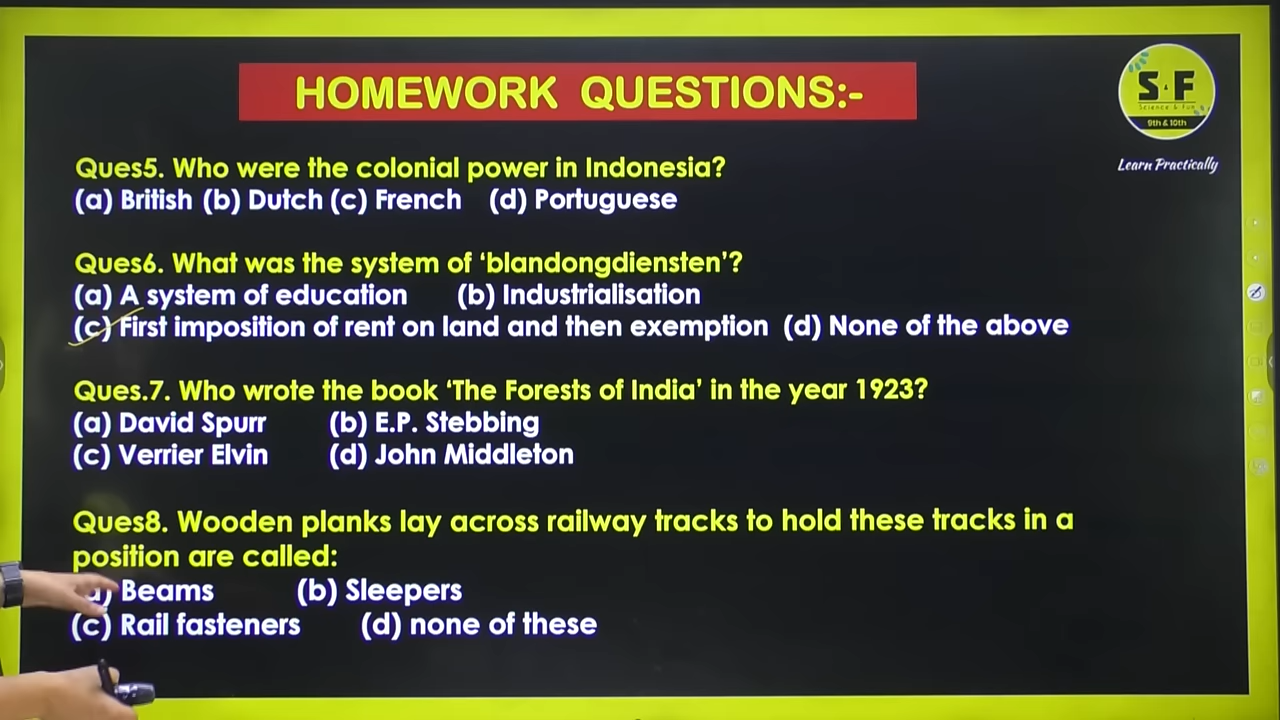 HOMEWORK QUESTIONS:-
S&F
Science & Fun
9th & 10th
Learn Practically
Ques5. Who were the colonial power in Indonesia?
(a) British (b) Dutch (c) French (d) Portuguese
Ques6. What was the system of ‘blandongdiensten’?
(a) A system of education (b) Industrialisation
(c) First imposition of rent on land and then exemption (d) None of the above
Ques.7. Who wrote the book ‘The Forests of India’ in the year 1923?
(a) David Spurr (b) E.P. Stebbing
(c) Verrier Elvin (d) John Middleton
Ques8. Wooden planks lay across railway tracks to hold these tracks in a
position are called:
(a) Beams (b) Sleepers
(c) Rail fasteners (d) none of these